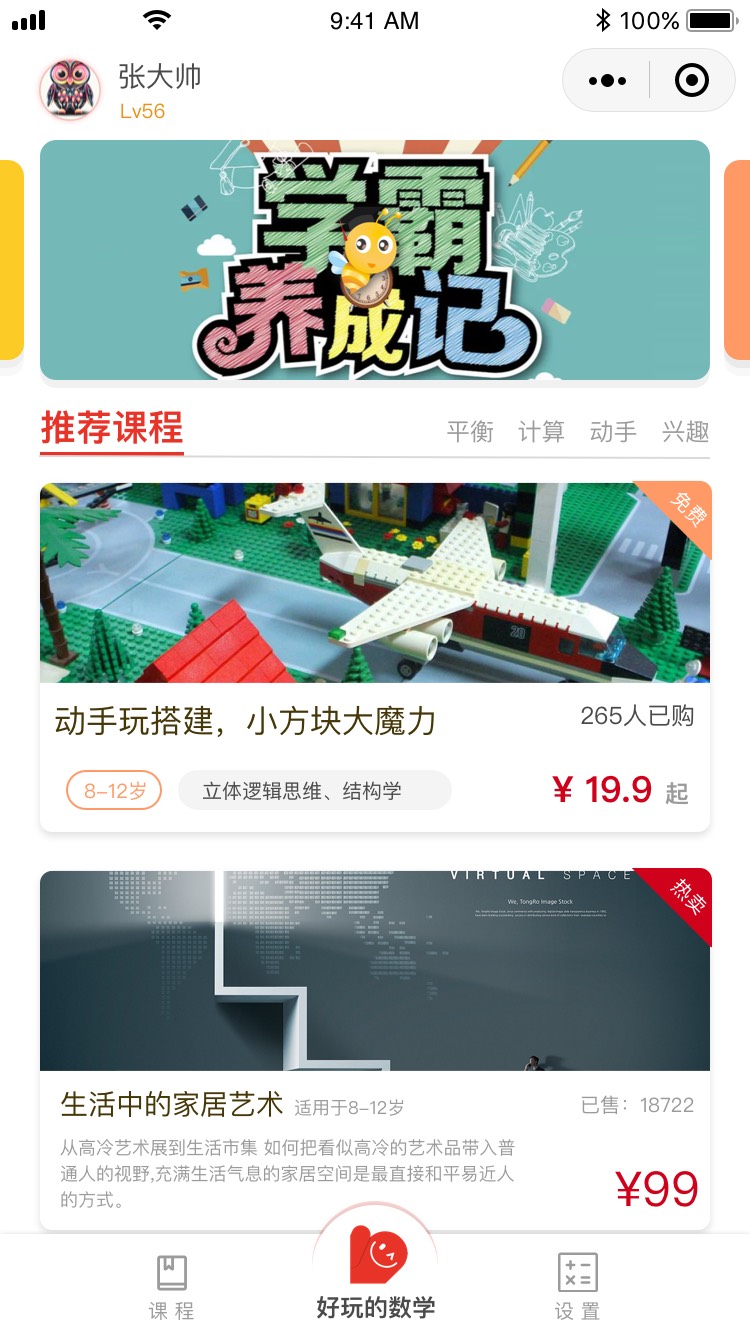 9:41 AM
100%
张大帅
Lv56
学霸
养成记
推荐课程
平衡 计算 动手 兴趣
免费
动手玩搭建，小方块大魔力
265人已购
8-12岁
立体逻辑思维、结构学
¥ 19.9 起
VIRTUAL SPACE
We, TongRo Image Stock
热卖
生活中的家居艺术 适用于8-12岁
已售：18722
从高冷艺术展到生活市集 如何把看似高冷的艺术品带入普
通人的视野,充满生活气息的家居空间是最直接和平易近人
的方式。
¥99
课程
好玩的数学
设置